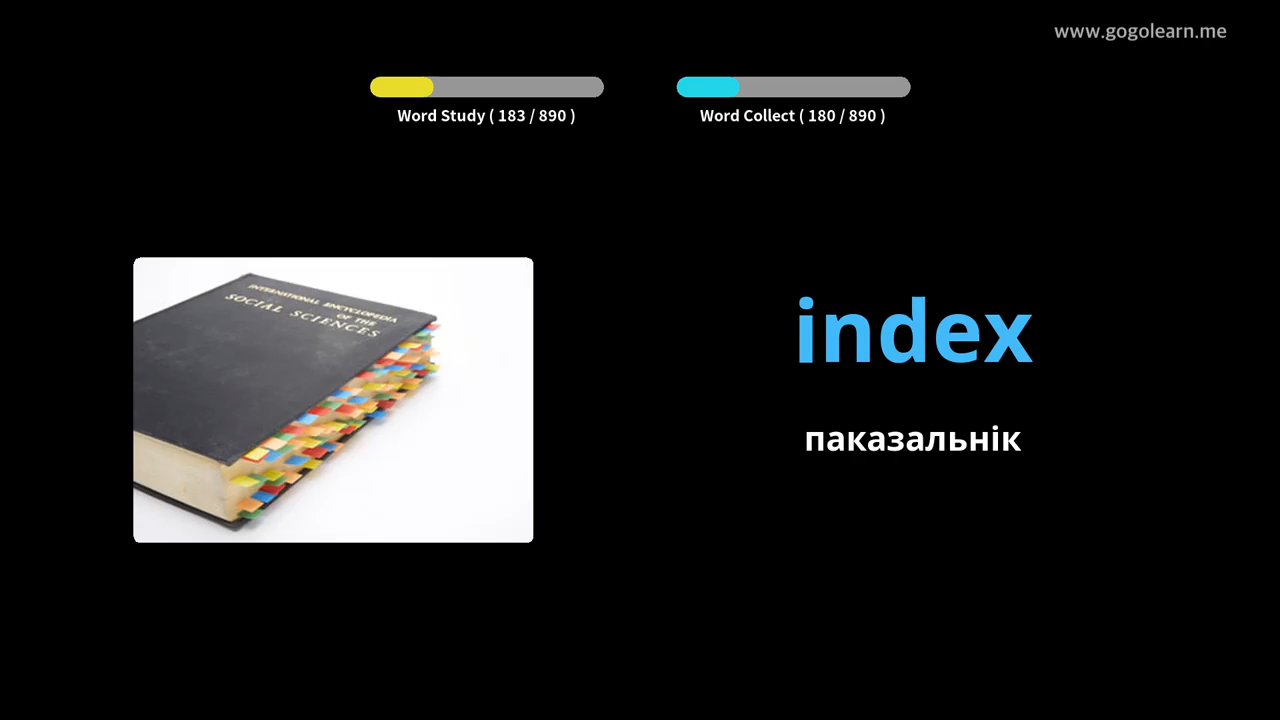 www.gogolearn.me
Word Study ( 183 / 890 )
Word Collect ( 180 / 890 )
INTERNATIONAL ENCYCLOPEDIA
OF THE
SOCIAL SCIENCES
index
паказальнік